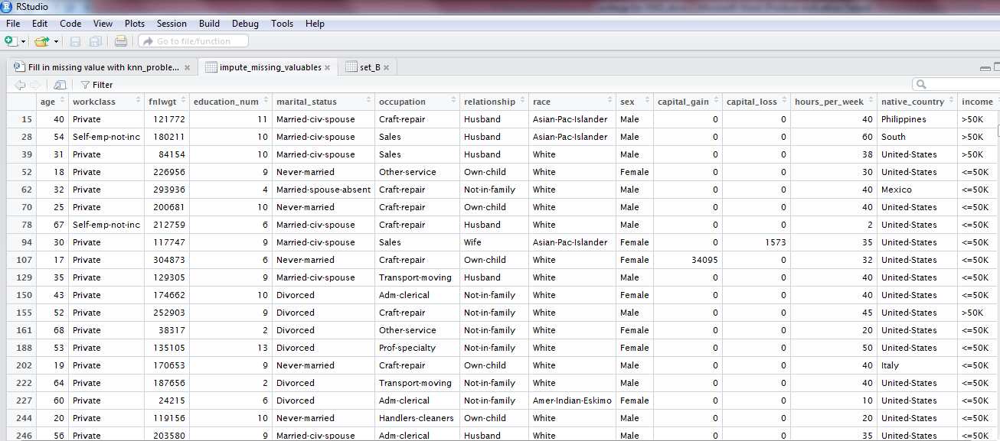 RStudio
File Edit Code View Plots Session Build Debug Tools Help
Go to file/function
Fill in missing value with knn_proble... impute_missing_valuables set_B
Filter
age workclass fnlwgt education_num marital_status occupation relationship race sex capital_gain capital_loss hours_per_week native_country income
15 40 Private 121772 11 Married-civ-spouse Craft-repair Husband Asian-Pac-Islander Male 0 0 40 Philippines >50K
28 54 Self-emp-not-inc 180211 10 Married-civ-spouse Sales Husband Asian-Pac-Islander Male 0 0 60 South >50K
39 31 Private 84154 10 Married-civ-spouse Sales Husband White Male 0 0 38 United-States >50K
52 18 Private 226956 9 Never-married Other-service Own-child White Female 0 0 30 United-States <=50K
62 32 Private 293936 4 Married-spouse-absent Craft-repair Not-in-family White Male 0 0 40 Mexico <=50K
70 25 Private 200681 10 Never-married Craft-repair Own-child White Male 0 0 40 United-States <=50K
78 67 Self-emp-not-inc 212759 6 Married-civ-spouse Craft-repair Husband White Male 0 0 2 United-States <=50K
94 30 Private 117747 9 Married-civ-spouse Sales Wife Asian-Pac-Islander Female 0 1573 35 United-States <=50K
107 17 Private 304873 6 Never-married Craft-repair Own-child White Female 34095 0 32 United-States <=50K
129 35 Private 129305 9 Married-civ-spouse Transport-moving Husband White Male 0 0 40 United-States <=50K
150 43 Private 174662 10 Divorced Adm-clerical Not-in-family White Female 0 0 40 United-States <=50K
155 52 Private 252903 9 Divorced Craft-repair Not-in-family White Male 0 0 45 United-States >50K
161 68 Private 38317 2 Divorced Other-service Not-in-family White Female 0 0 20 United-States <=50K
188 53 Private 135105 13 Divorced Prof-specialty Not-in-family White Female 0 0 50 United-States <=50K
202 19 Private 170653 9 Never-married Craft-repair Own-child White Male 0 0 40 Italy <=50K
222 64 Private 187656 2 Divorced Transport-moving Not-in-family White Male 0 0 40 United-States <=50K
227 60 Private 24215 6 Divorced Adm-clerical Not-in-family Amer-Indian-Eskimo Female 0 0 10 United-States <=50K
244 20 Private 119156 10 Never-married Handlers-cleaners Own-child White Male 0 0 20 United-States <=50K
246 56 Private 203580 9 Married-civ-spouse Adm-clerical Husband White Male 0 0 35 United-States <=50K